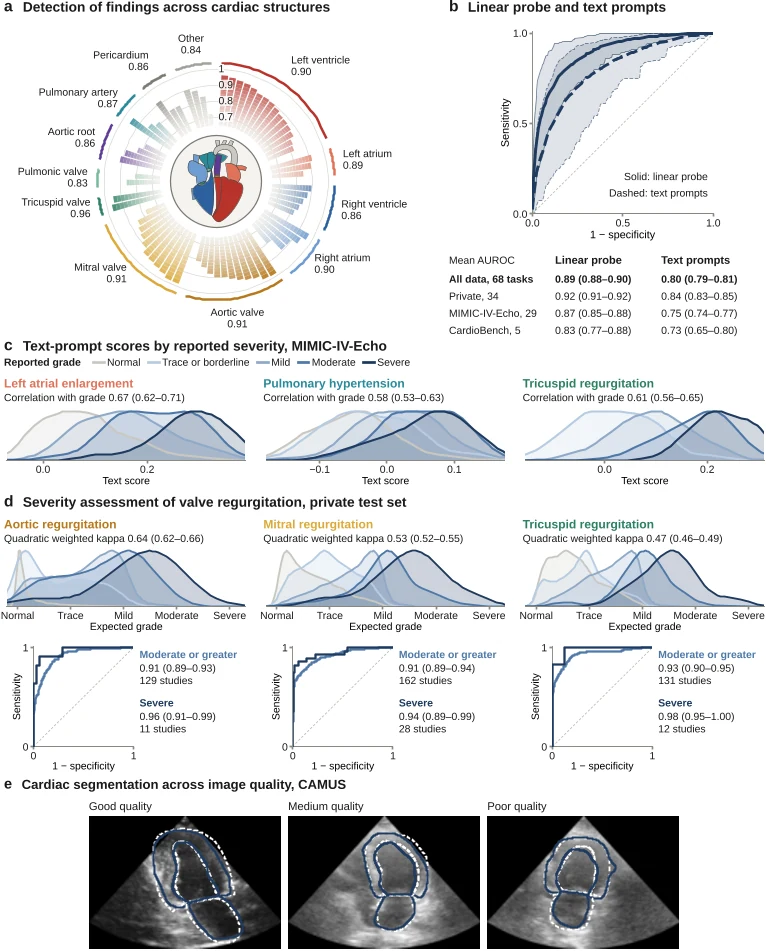 a Detection of findings across cardiac structures
Other
0.84
Pericardium
0.86
Left ventricle
0.90
Pulmonary artery
0.87
1
0.9
0.8
0.7
Aortic root
0.86
Left atrium
0.89
Pulmonic valve
0.83
Tricuspid valve
0.96
Right ventricle
0.86
Mitral valve
0.91
Right atrium
0.90
Aortic valve
0.91
b Linear probe and text prompts
1.0
0.5
0.0
Sensitivity
Solid: linear probe
Dashed: text prompts
0.0 0.5 1.0
1 − specificity
Mean AUROC Linear probe Text prompts
All data, 68 tasks 0.89 (0.88–0.90) 0.80 (0.79–0.81)
Private, 34 0.92 (0.91–0.92) 0.84 (0.83–0.85)
MIMIC-IV-Echo, 29 0.87 (0.85–0.88) 0.75 (0.74–0.77)
CardioBench, 5 0.83 (0.77–0.88) 0.73 (0.65–0.80)
c Text-prompt scores by reported severity, MIMIC-IV-Echo
Reported grade Normal Trace or borderline Mild Moderate Severe
Left atrial enlargement
Correlation with grade 0.67 (0.62–0.71)
0.0 0.2
Text score
Pulmonary hypertension
Correlation with grade 0.58 (0.53–0.63)
−0.1 0.0 0.1
Text score
Tricuspid regurgitation
Correlation with grade 0.61 (0.56–0.65)
0.0 0.2
Text score
d Severity assessment of valve regurgitation, private test set
Aortic regurgitation
Quadratic weighted kappa 0.64 (0.62–0.66)
Normal Trace Mild Moderate Severe
Expected grade
Mitral regurgitation
Quadratic weighted kappa 0.53 (0.52–0.55)
Normal Trace Mild Moderate Severe
Expected grade
Tricuspid regurgitation
Quadratic weighted kappa 0.47 (0.46–0.49)
Normal Trace Mild Moderate Severe
Expected grade
1
0
Sensitivity
0 1
1 − specificity
Moderate or greater
0.91 (0.89–0.93)
129 studies
Severe
0.96 (0.91–0.99)
11 studies
1
0
Sensitivity
0 1
1 − specificity
Moderate or greater
0.91 (0.89–0.94)
162 studies
Severe
0.94 (0.89–0.99)
28 studies
1
0
Sensitivity
0 1
1 − specificity
Moderate or greater
0.93 (0.90–0.95)
131 studies
Severe
0.98 (0.95–1.00)
12 studies
e Cardiac segmentation across image quality, CAMUS
Good quality
Medium quality
Poor quality